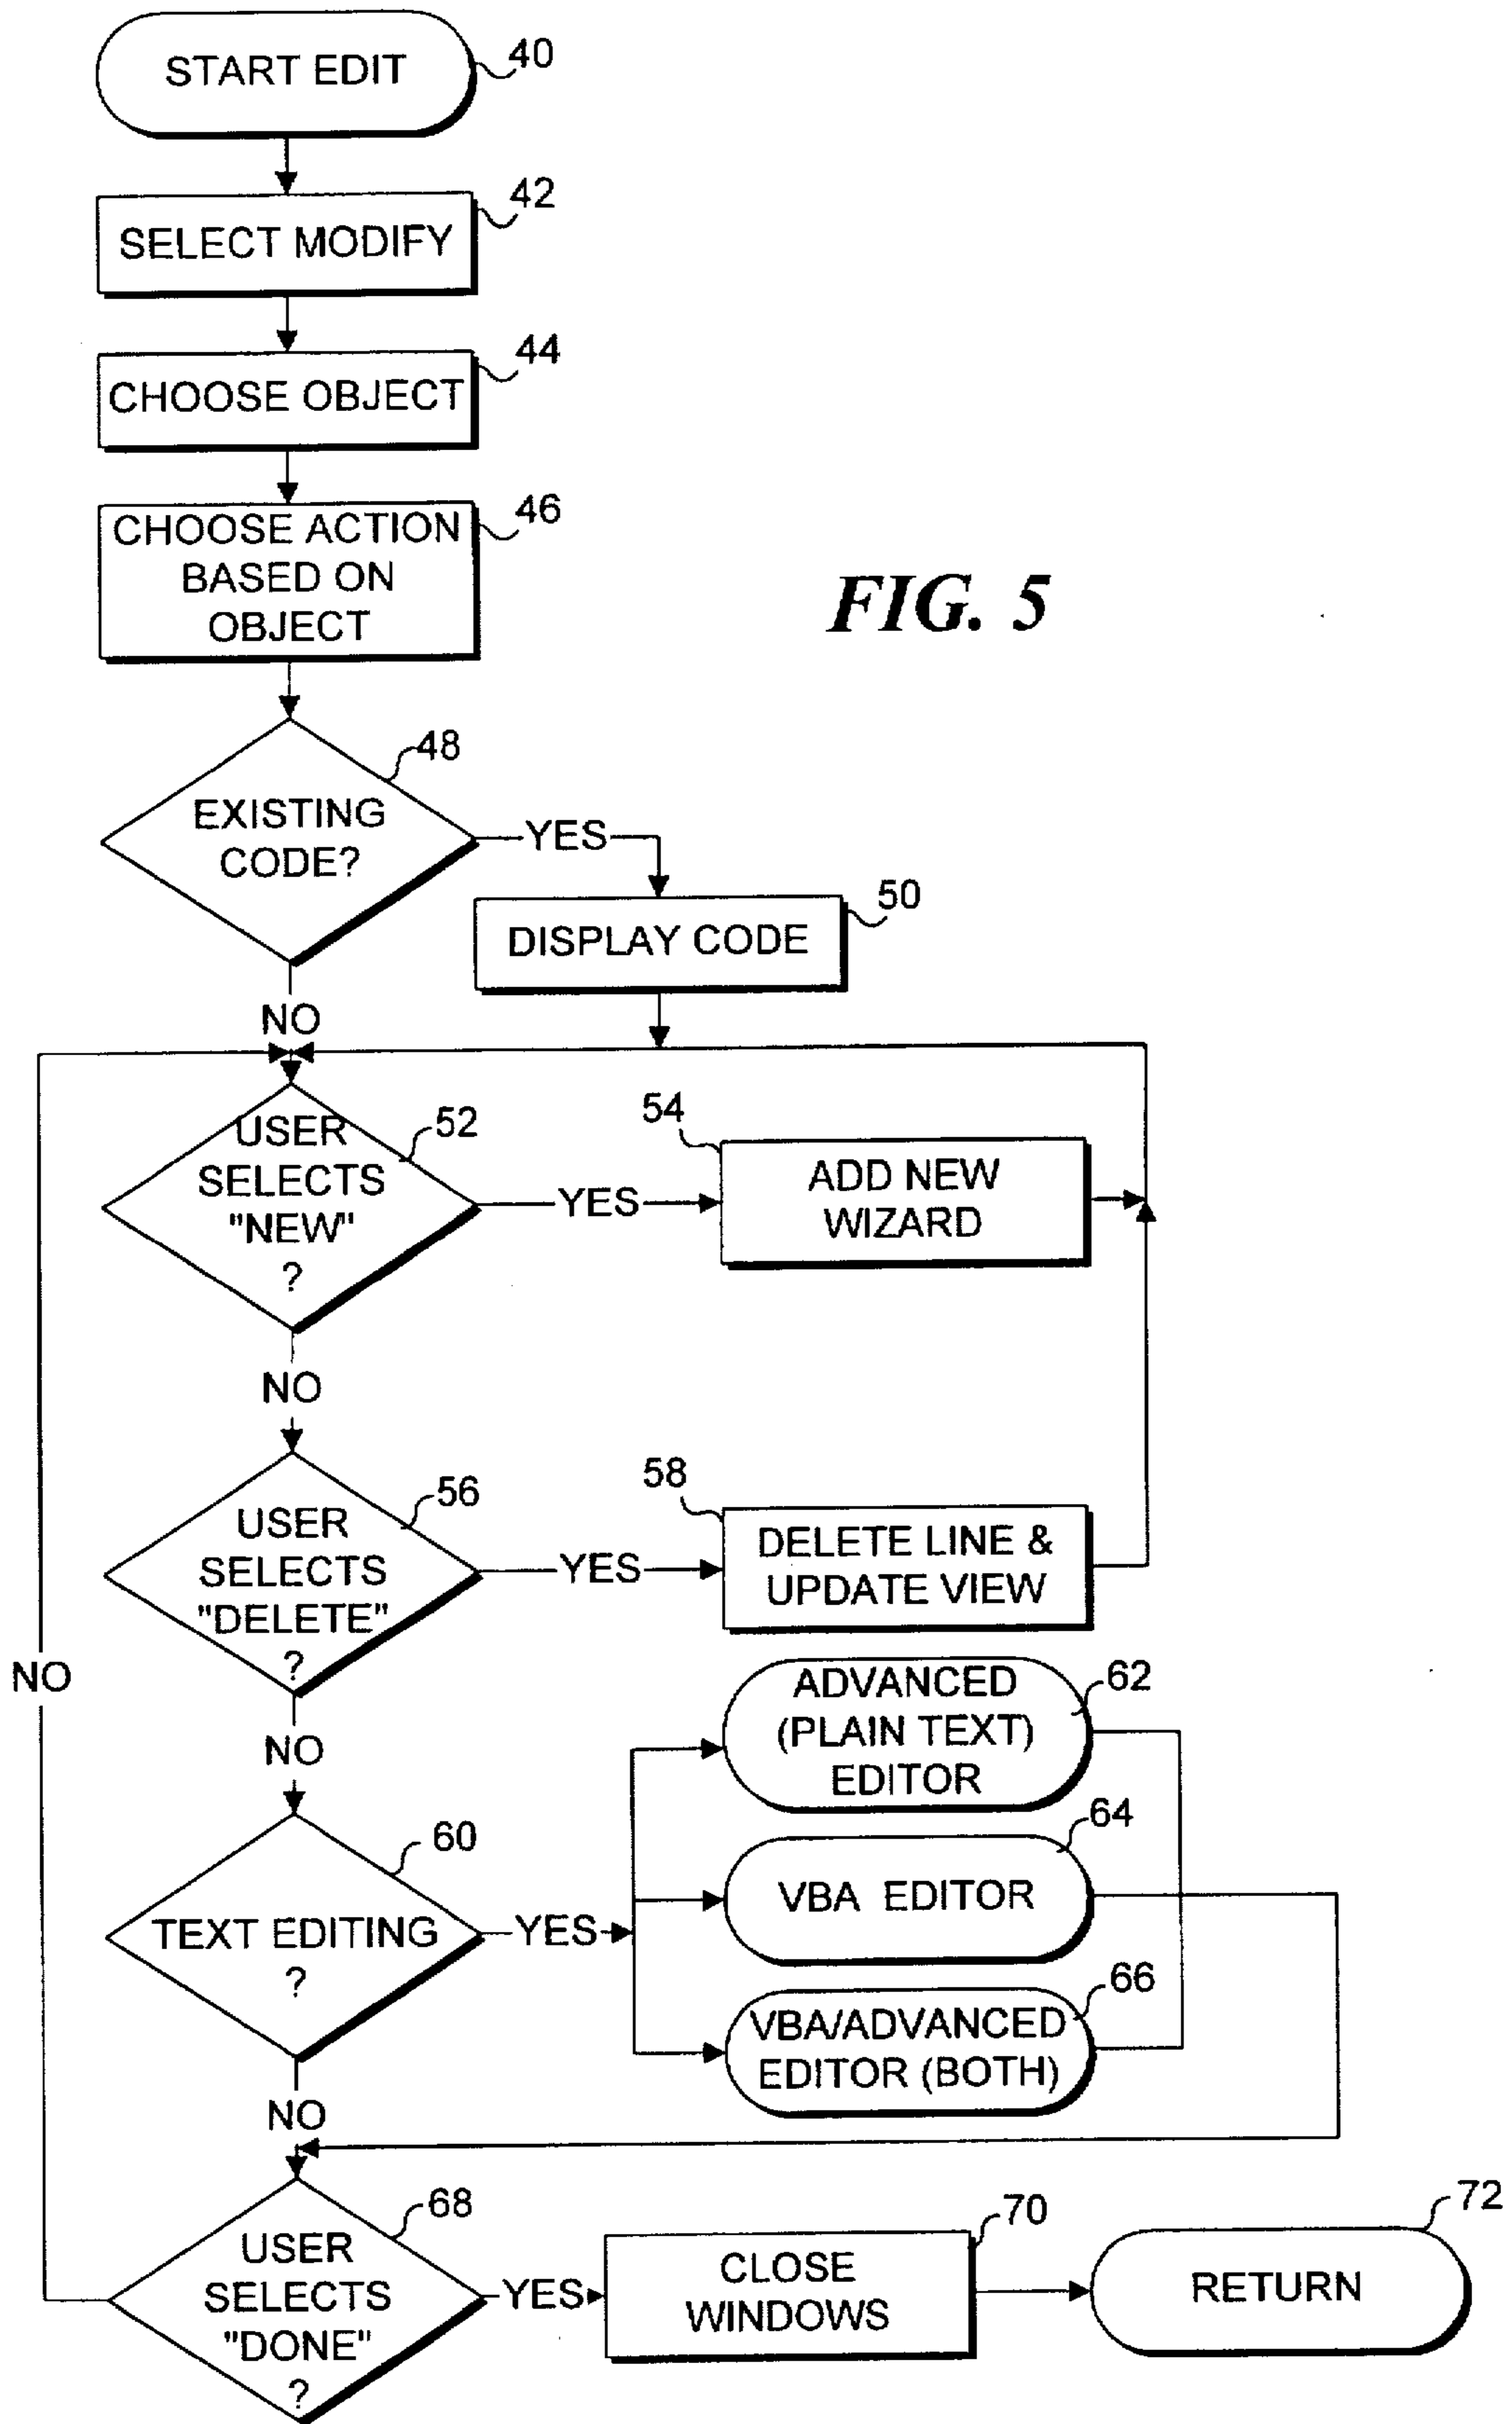 START EDIT
40
SELECT MODIFY
42
CHOOSE OBJECT
44
CHOOSE ACTION
BASED ON
OBJECT
46
FIG. 5
EXISTING
CODE?
48
YES
DISPLAY CODE
50
NO
USER
SELECTS
"NEW"
?
52
YES
54
ADD NEW
WIZARD
NO
USER
SELECTS
"DELETE"
?
56
YES
58
DELETE LINE &
UPDATE VIEW
NO
NO
ADVANCED
(PLAIN TEXT)
EDITOR
62
TEXT EDITING
?
60
YES
VBA EDITOR
64
VBA/ADVANCED
EDITOR (BOTH)
66
NO
USER
SELECTS
"DONE"
?
68
YES
CLOSE
WINDOWS
70
RETURN
72